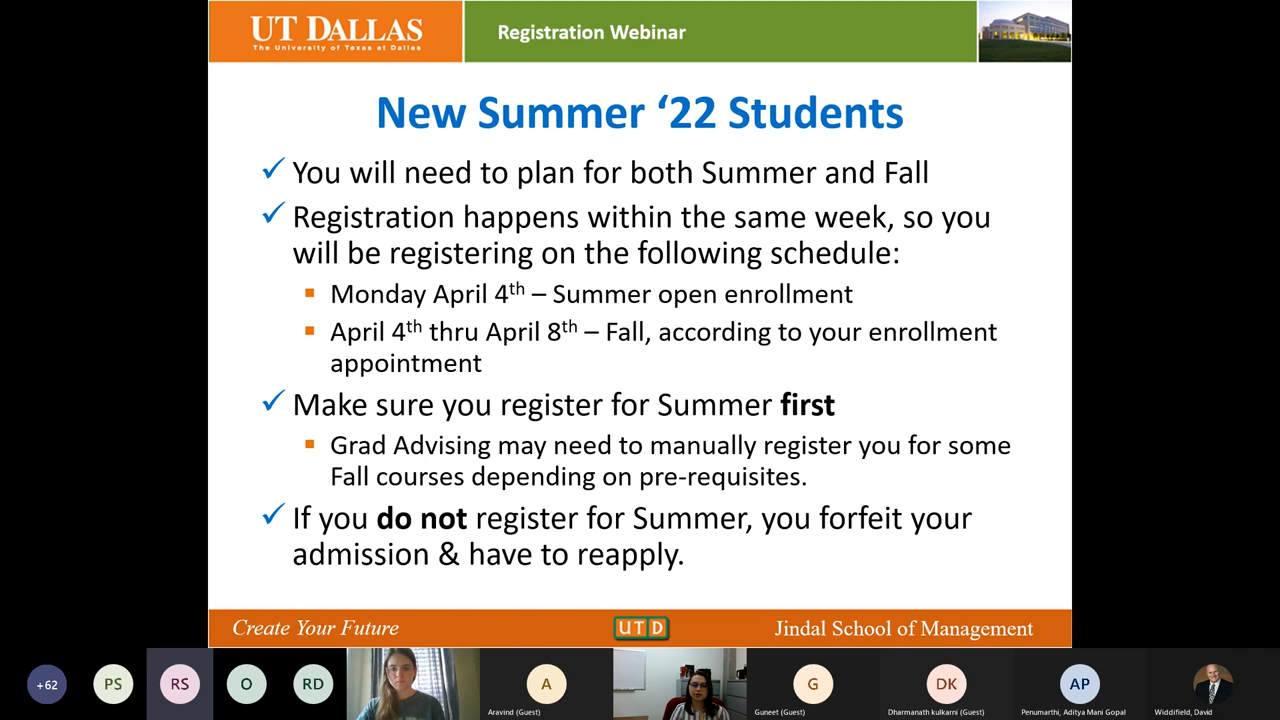 UT DALLAS
The University of Texas at Dallas
Registration Webinar
New Summer ‘22 Students
✓ You will need to plan for both Summer and Fall
✓ Registration happens within the same week, so you
will be registering on the following schedule:
▪ Monday April 4th – Summer open enrollment
▪ April 4th thru April 8th – Fall, according to your enrollment
appointment
✓ Make sure you register for Summer first
▪ Grad Advising may need to manually register you for some
Fall courses depending on pre-requisites.
✓ If you do not register for Summer, you forfeit your
admission & have to reapply.
Create Your Future
UTD
Jindal School of Management
+62
PS
RS
O
RD
A
G
DK
AP
Aravind (Guest)
Guneet (Guest)
Dharmanath kulkarni (Guest)
Penumarthi, Aditya Mani Gopal
Widdifield, David